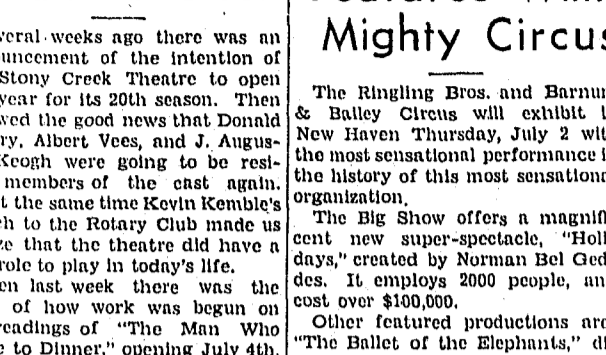 veral weeks ago there was an
uncement of the intention of
Stony Creek Theatre to open
year for its 20th season. Then
wed the good news that Donald
ry, Albert Vees, and J. Augus-
Keogh were going to be resi-
members of the cast again.
t the same time Kevin Kemble's
h to the Rotary Club made us
ze that the theatre did have a
role to play in today's life.
en last week there was the
of how work was begun on
readings of "The Man Who
e to Dinner," opening July 4th.
Mighty Circus
The Ringling Bros. and Barnum
& Bailey Circus will exhibit i
New Haven Thursday, July 2 wit
the most sensational performance i
the history of this most sensationa
organization.
The Big Show offers a magnifi
cent new super-spectacle, "Holi
days," created by Norman Bel Ged
des. It employs 2000 people, an
cost over $100,000.
Other featured productions are
"The Ballet of the Elephants," di